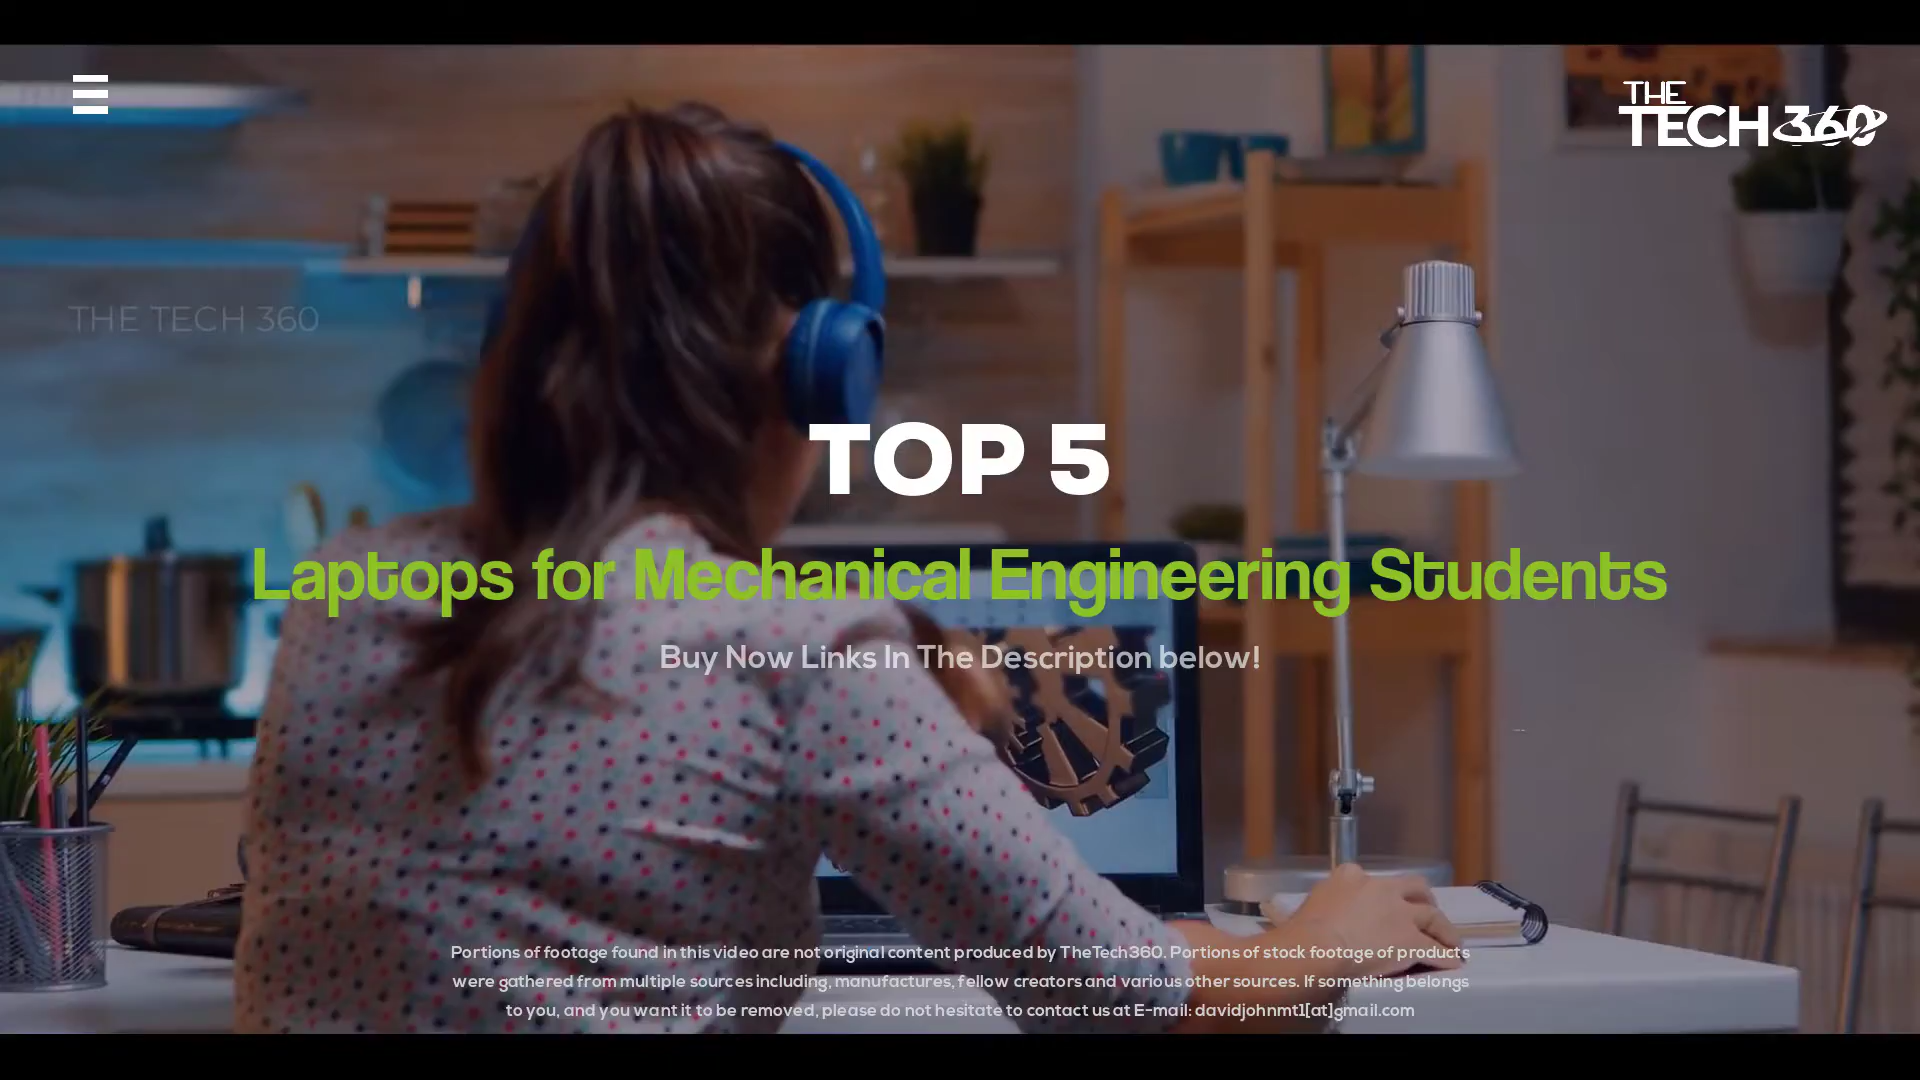 THE
TECH 360
THE TECH 360
TOP 5
Laptops for Mechanical Engineering Students
Buy Now Links In The Description below!
Portions of footage found in this video are not original content produced by TheTech360. Portions of stock footage of products
were gathered from multiple sources including, manufactures, fellow creators and various other sources. If something belongs
to you, and you want it to be removed, please do not hesitate to contact us at E-mail: davidjohnmt1[at]gmail.com